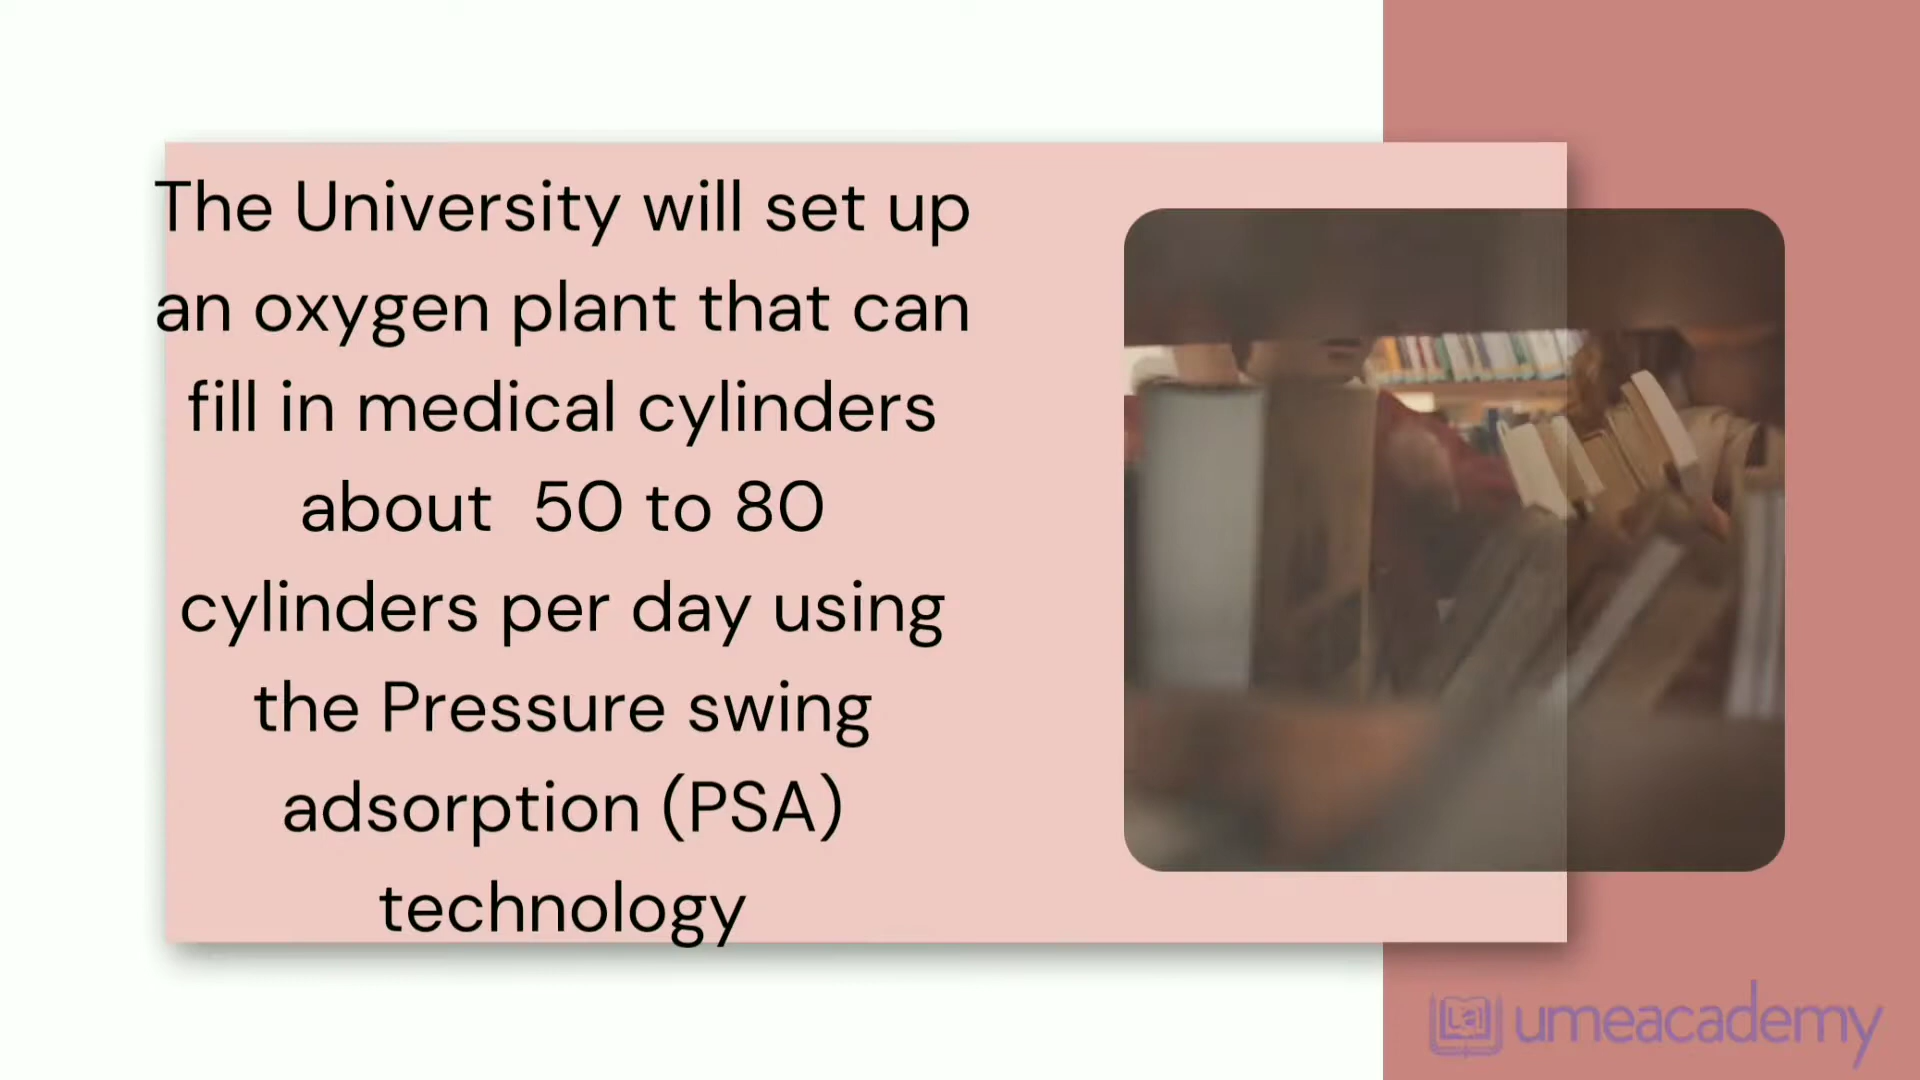 The University will set up
an oxygen plant that can
fill in medical cylinders
about  50 to 80
cylinders per day using
the Pressure swing
adsorption (PSA)
technology
umeacademy